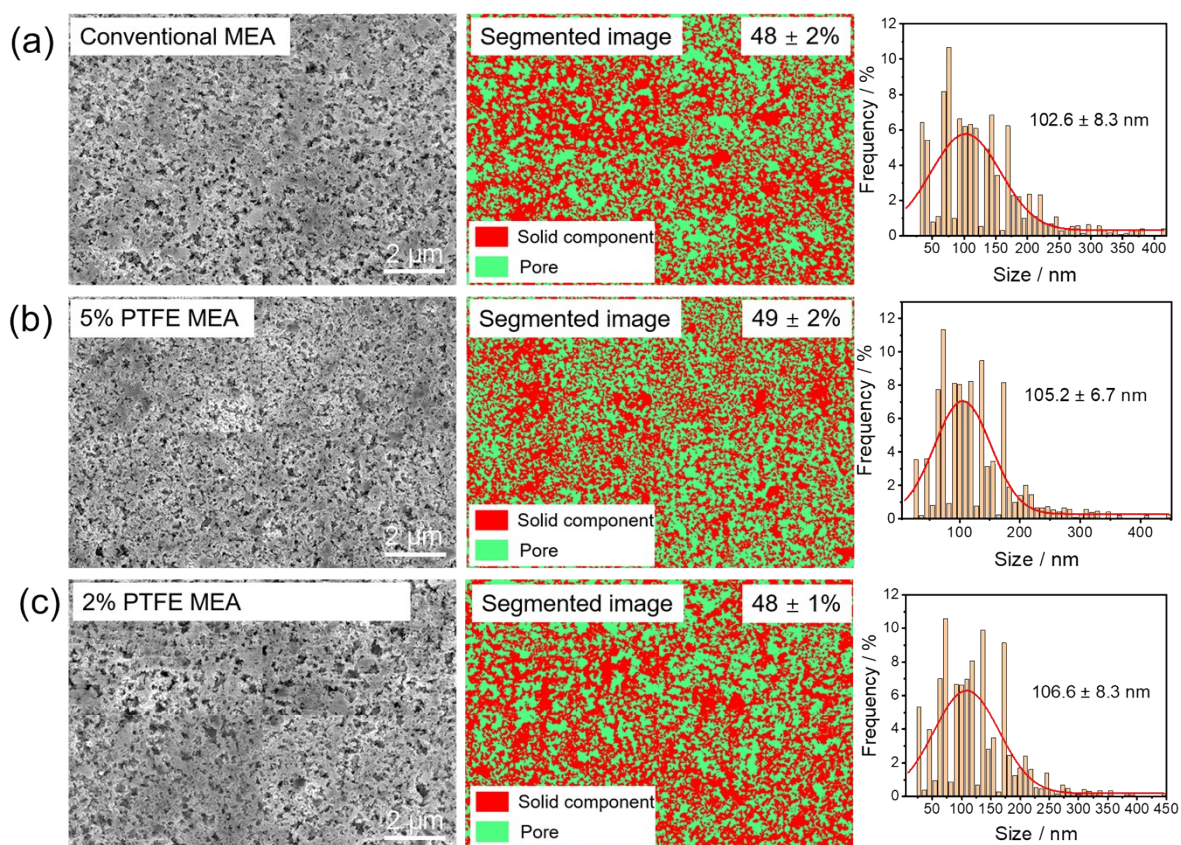 (a)
Conventional MEA
2 μm
Segmented image
48 ± 2%
Solid component
Pore
Frequency / %
12
10
8
6
4
2
0
102.6 ± 8.3 nm
50 100 150 200 250 300 350 400
Size / nm
(b)
5% PTFE MEA
2 μm
Segmented image
49 ± 2%
Solid component
Pore
Frequency / %
12
10
8
6
4
2
0
105.2 ± 6.7 nm
0 100 200 300 400
Size / nm
(c)
2% PTFE MEA
2 μm
Segmented image
48 ± 1%
Solid component
Pore
Frequency / %
12
10
8
6
4
2
0
106.6 ± 8.3 nm
50 100 150 200 250 300 350 400 450
Size / nm